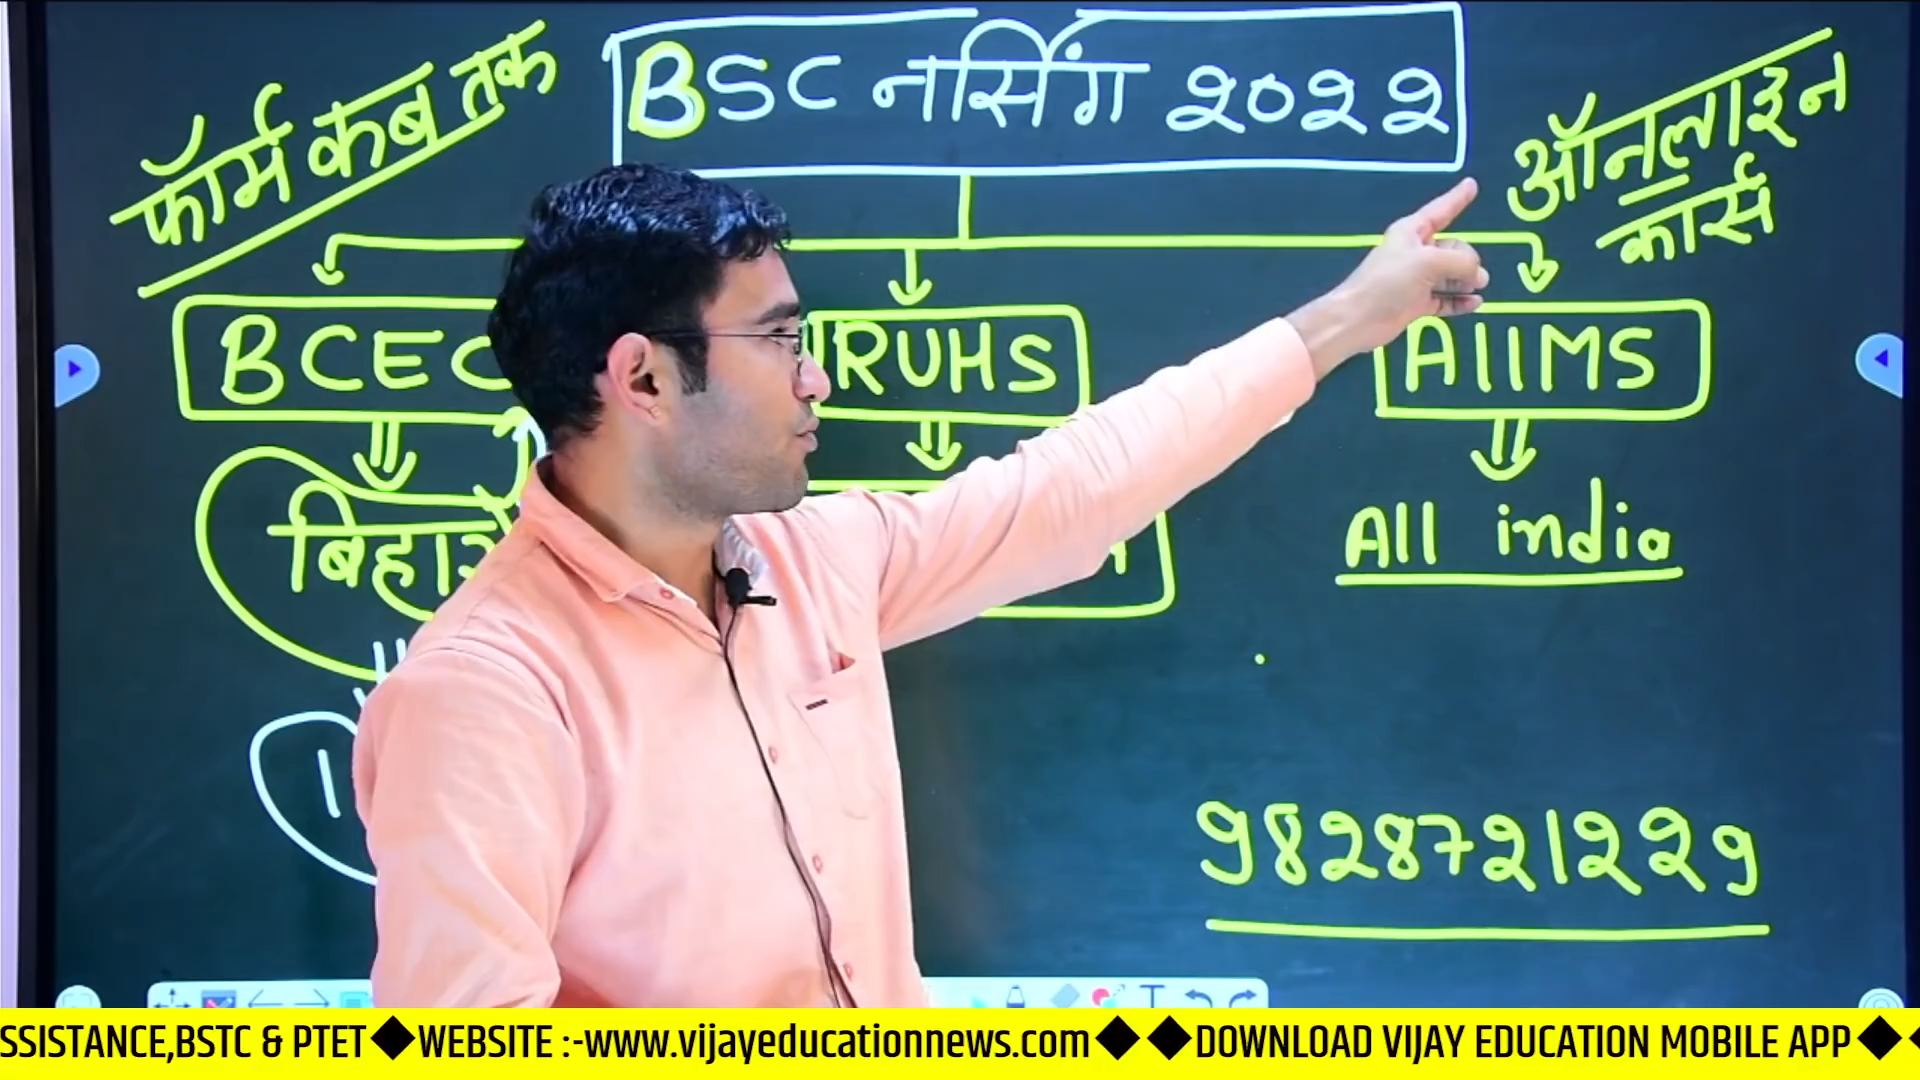 BSC नर्सिंग 2022
फॉर्म कब तक
ऑनलाइन
कार्स
BCEC
RUHS
AIIMS
All india
9828721229
SSISTANCE,BSTC & PTET◆WEBSITE :-www.vijayeducationnews.com◆ ◆DOWNLOAD VIJAY EDUCATION MOBILE APP◆